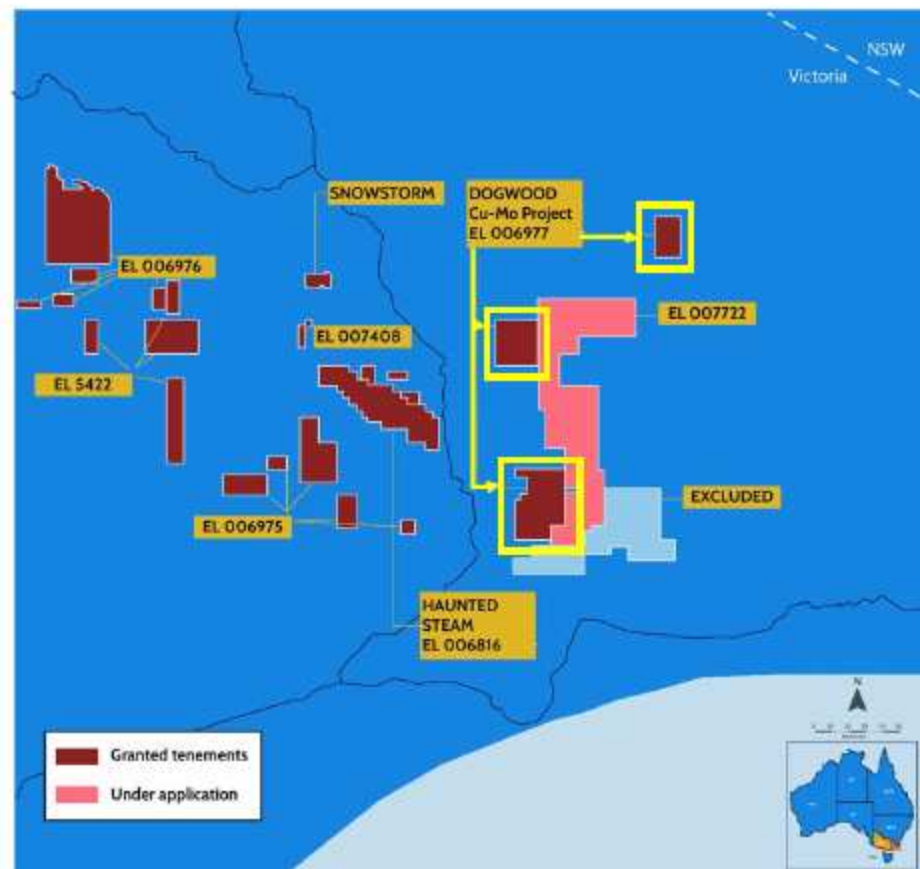 NSW
Victoria
SNOWSTORM
DOGWOOD
Cu-Mo Project
EL 006977
EL 006976
EL 007722
EL 007408
EL 5422
EXCLUDED
EL 006975
HAUNTED
STEAM
EL 006816
N
Granted tenements
Under application